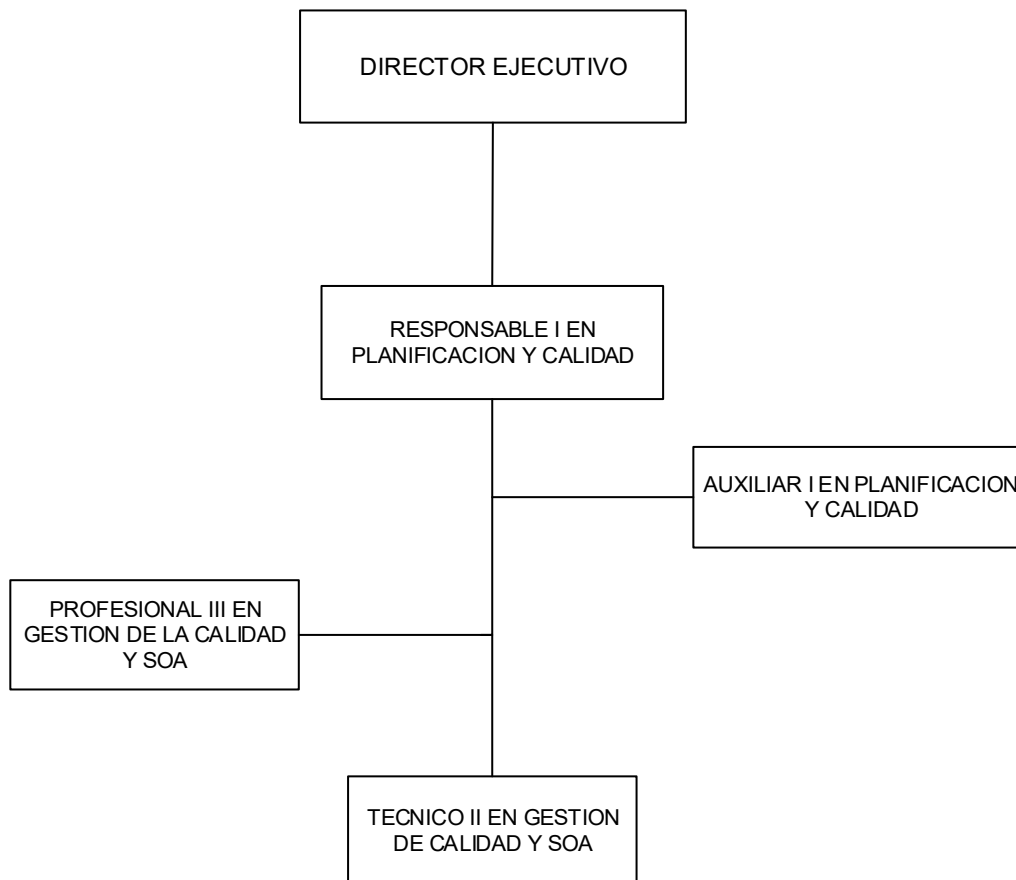 DIRECTOR EJECUTIVO
RESPONSABLE I EN
PLANIFICACION Y CALIDAD
AUXILIAR I EN PLANIFICACION
Y CALIDAD
PROFESIONAL III EN
GESTION DE LA CALIDAD
Y SOA
TECNICO II EN GESTION
DE CALIDAD Y SOA